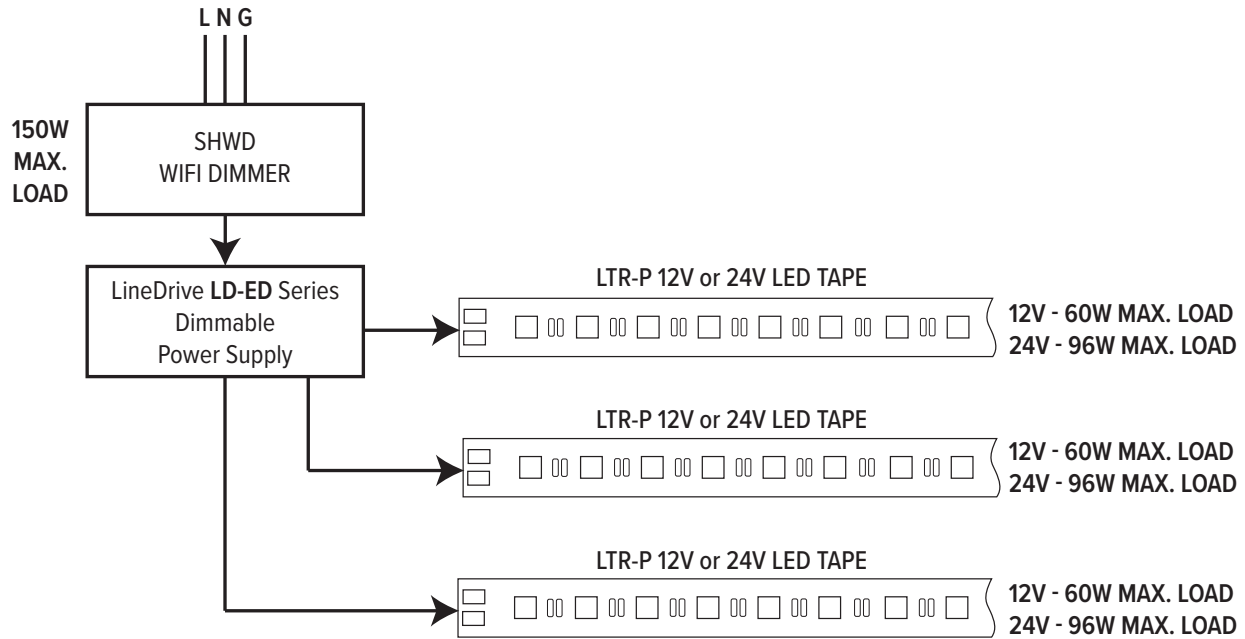 L N G
150W
MAX.
LOAD
SHWD
WIFI DIMMER
LineDrive LD-ED Series
Dimmable
Power Supply
LTR-P 12V or 24V LED TAPE
12V - 60W MAX. LOAD
24V - 96W MAX. LOAD
LTR-P 12V or 24V LED TAPE
12V - 60W MAX. LOAD
24V - 96W MAX. LOAD
LTR-P 12V or 24V LED TAPE
12V - 60W MAX. LOAD
24V - 96W MAX. LOAD